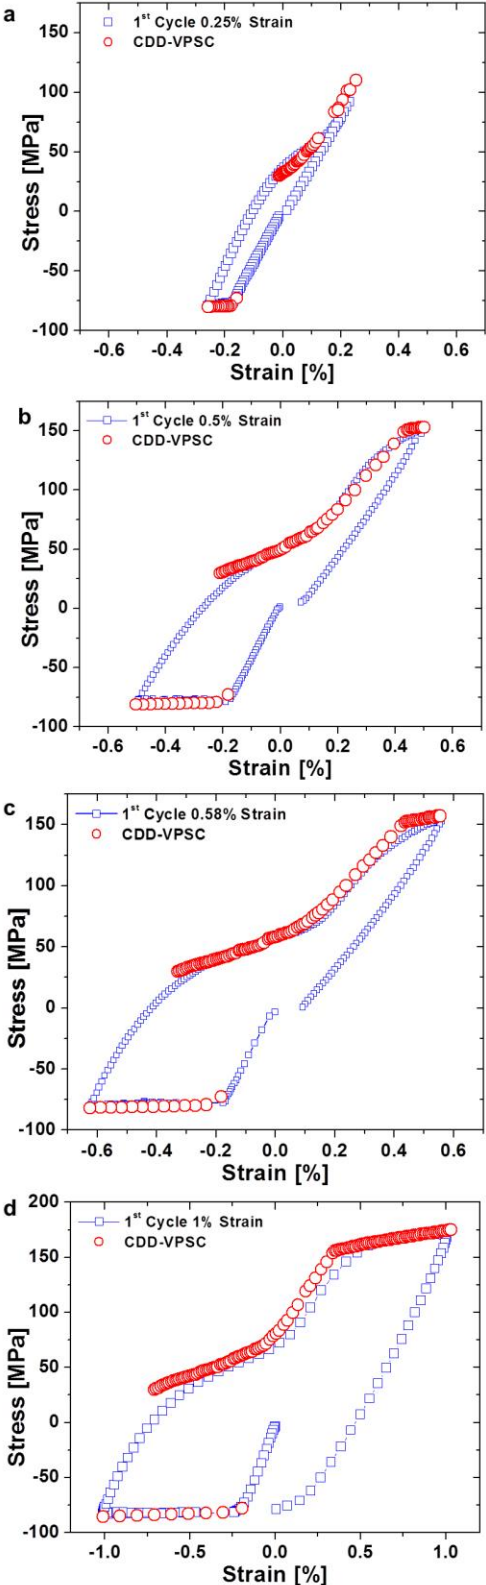 a
1st Cycle 0.25% Strain
CDD-VPSC
150
100
50
0
-50
-100
Stress [MPa]
-0.6 -0.4 -0.2 0.0 0.2 0.4 0.6
Strain [%]
b
1st Cycle 0.5% Strain
CDD-VPSC
150
100
50
0
-50
-100
Stress [MPa]
-0.6 -0.4 -0.2 0.0 0.2 0.4 0.6
Strain [%]
c
1st Cycle 0.58% Strain
CDD-VPSC
150
100
50
0
-50
-100
Stress [MPa]
-0.6 -0.4 -0.2 0.0 0.2 0.4 0.6
Strain [%]
d
1st Cycle 1% Strain
CDD-VPSC
200
150
100
50
0
-50
-100
Stress [MPa]
-1.0 -0.5 0.0 0.5 1.0
Strain [%]